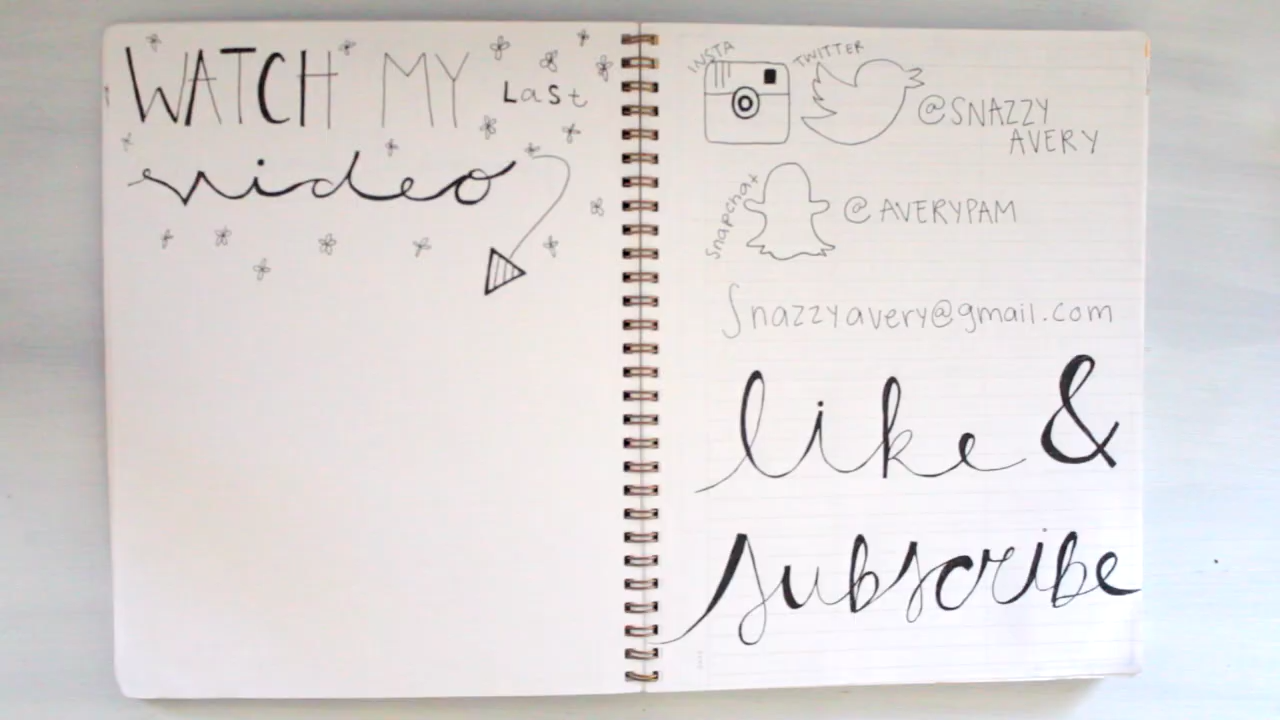 WATCH MY Last
video
INSTA TWITTER
@SNAZZY
AVERY
Snapchat
@AVERYPAM
Snazzyavery@gmail.com
like &
subscribe